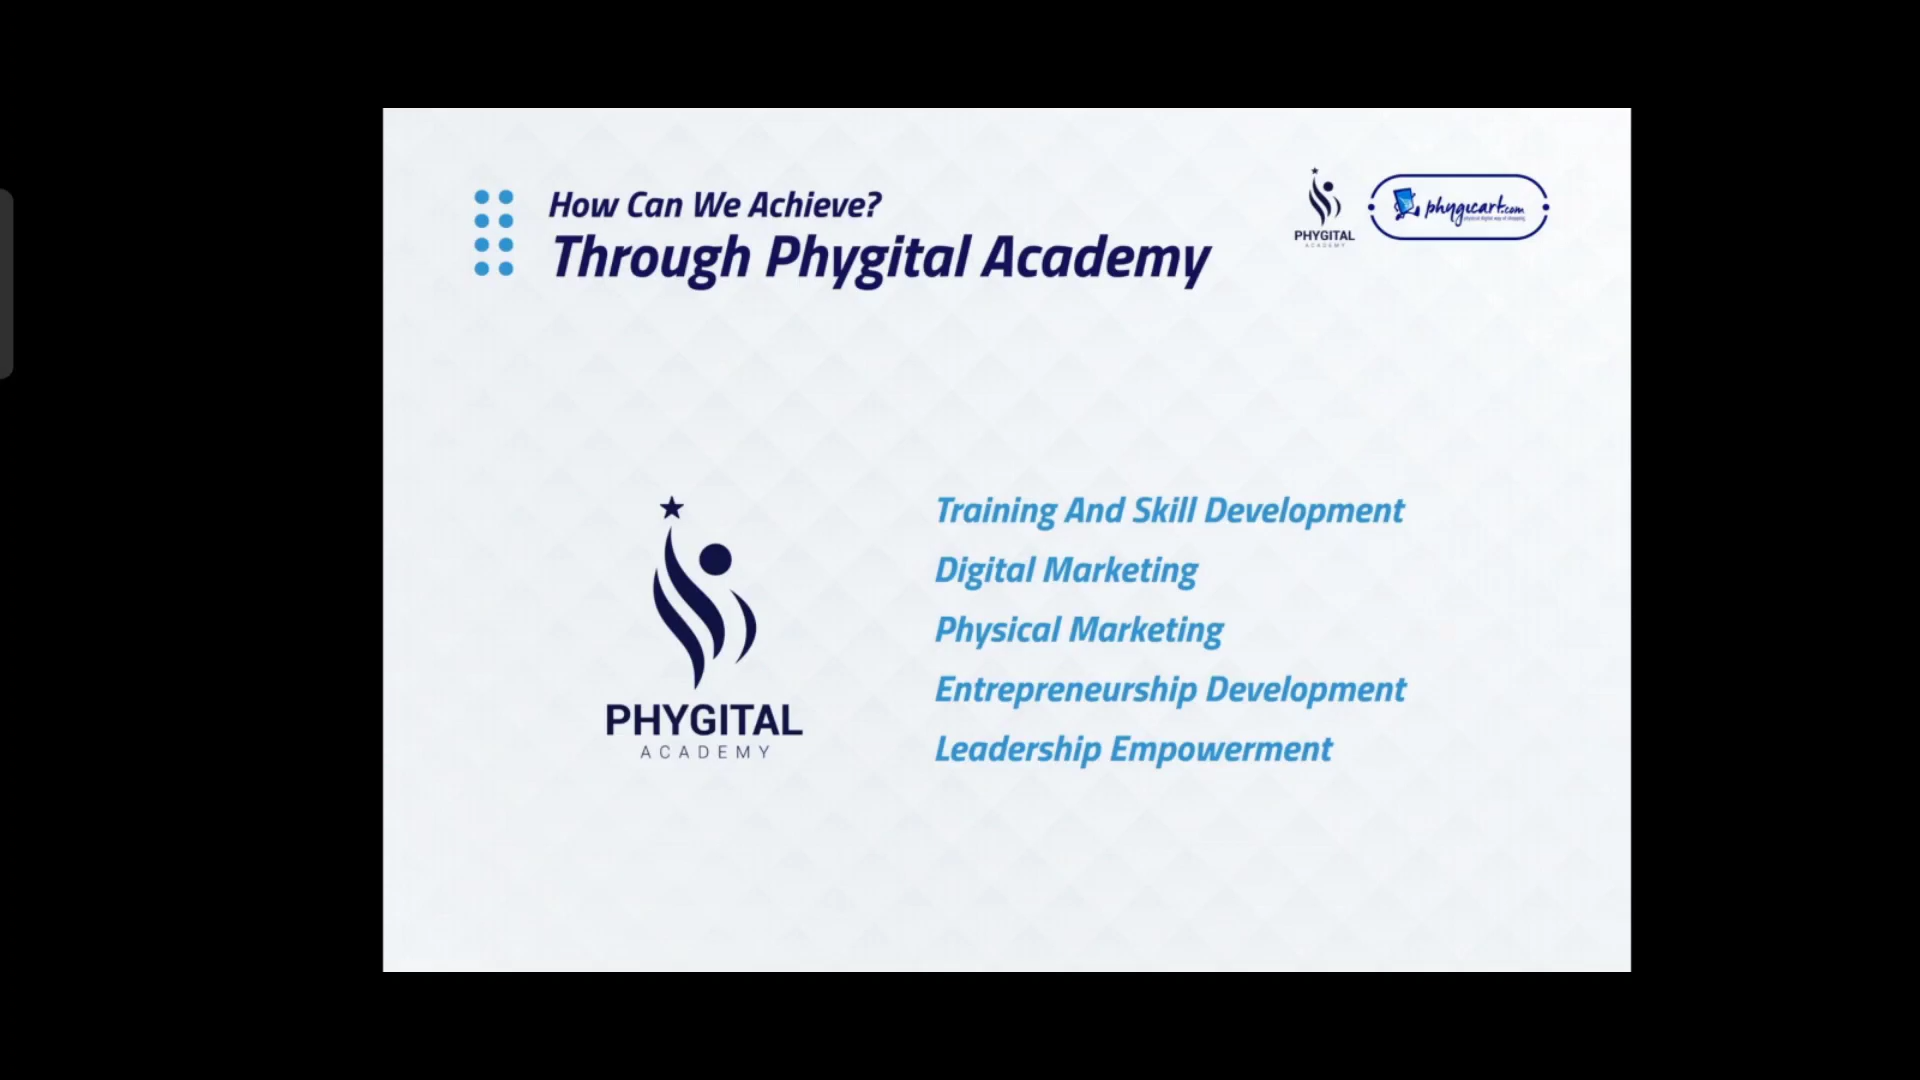 How Can We Achieve?
Through Phygital Academy
PHYGITAL
ACADEMY
phygicart.com
Training And Skill Development
Digital Marketing
Physical Marketing
Entrepreneurship Development
Leadership Empowerment
PHYGITAL
ACADEMY